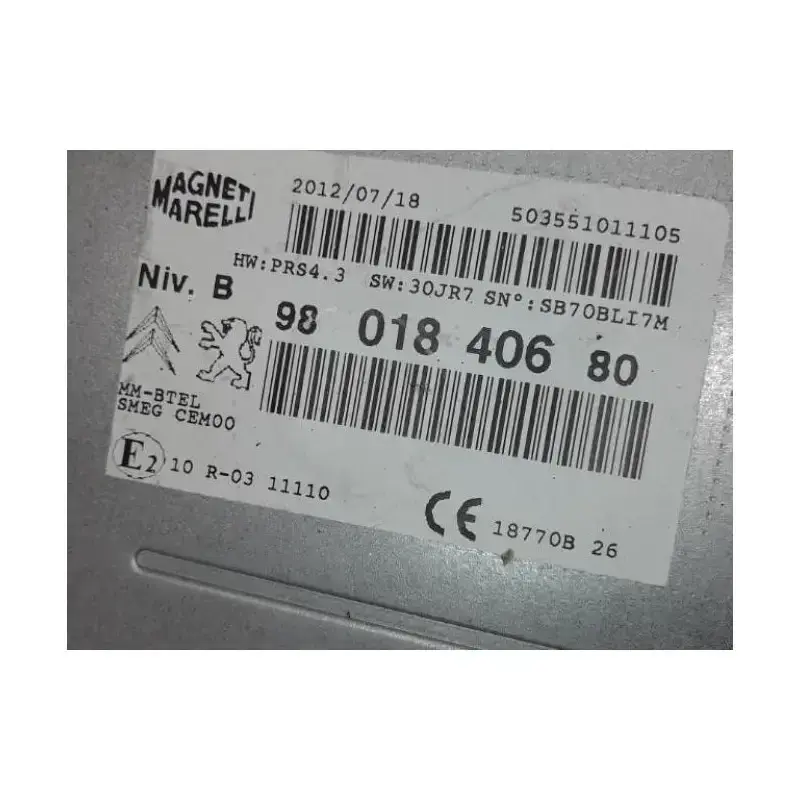 MAGNETI
MARELLI
2012/07/18
503551011105
HW:PRS4.3 SW:30JR7 SN°:SB70BLI7M
Niv. B
98 018 406 80
MM-BTEL
SMEG CEM00
E2 10 R-03 11110
CE 18770B 26